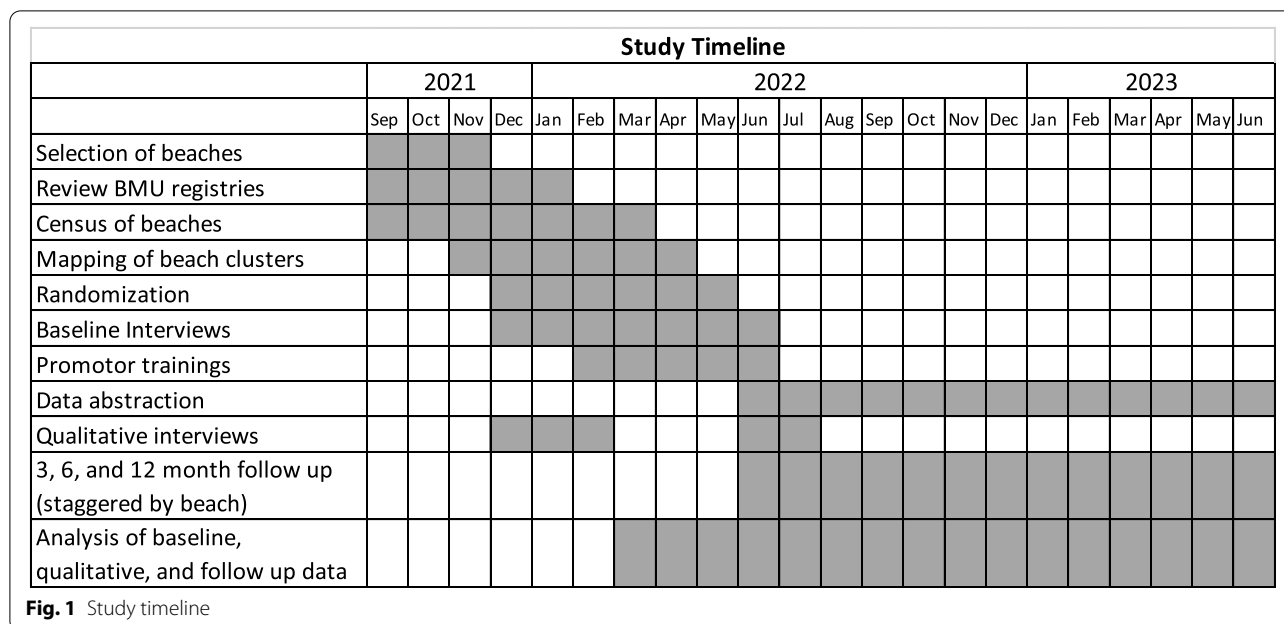 Study Timeline
2021 2022 2023
Sep Oct Nov Dec Jan Feb Mar Apr May Jun Jul Aug Sep Oct Nov Dec Jan Feb Mar Apr May Jun
Selection of beaches
Review BMU registries
Census of beaches
Mapping of beach clusters
Randomization
Baseline Interviews
Promotor trainings
Data abstraction
Qualitative interviews
3, 6, and 12 month follow up
(staggered by beach)
Analysis of baseline,
qualitative, and follow up data
Fig. 1 Study timeline